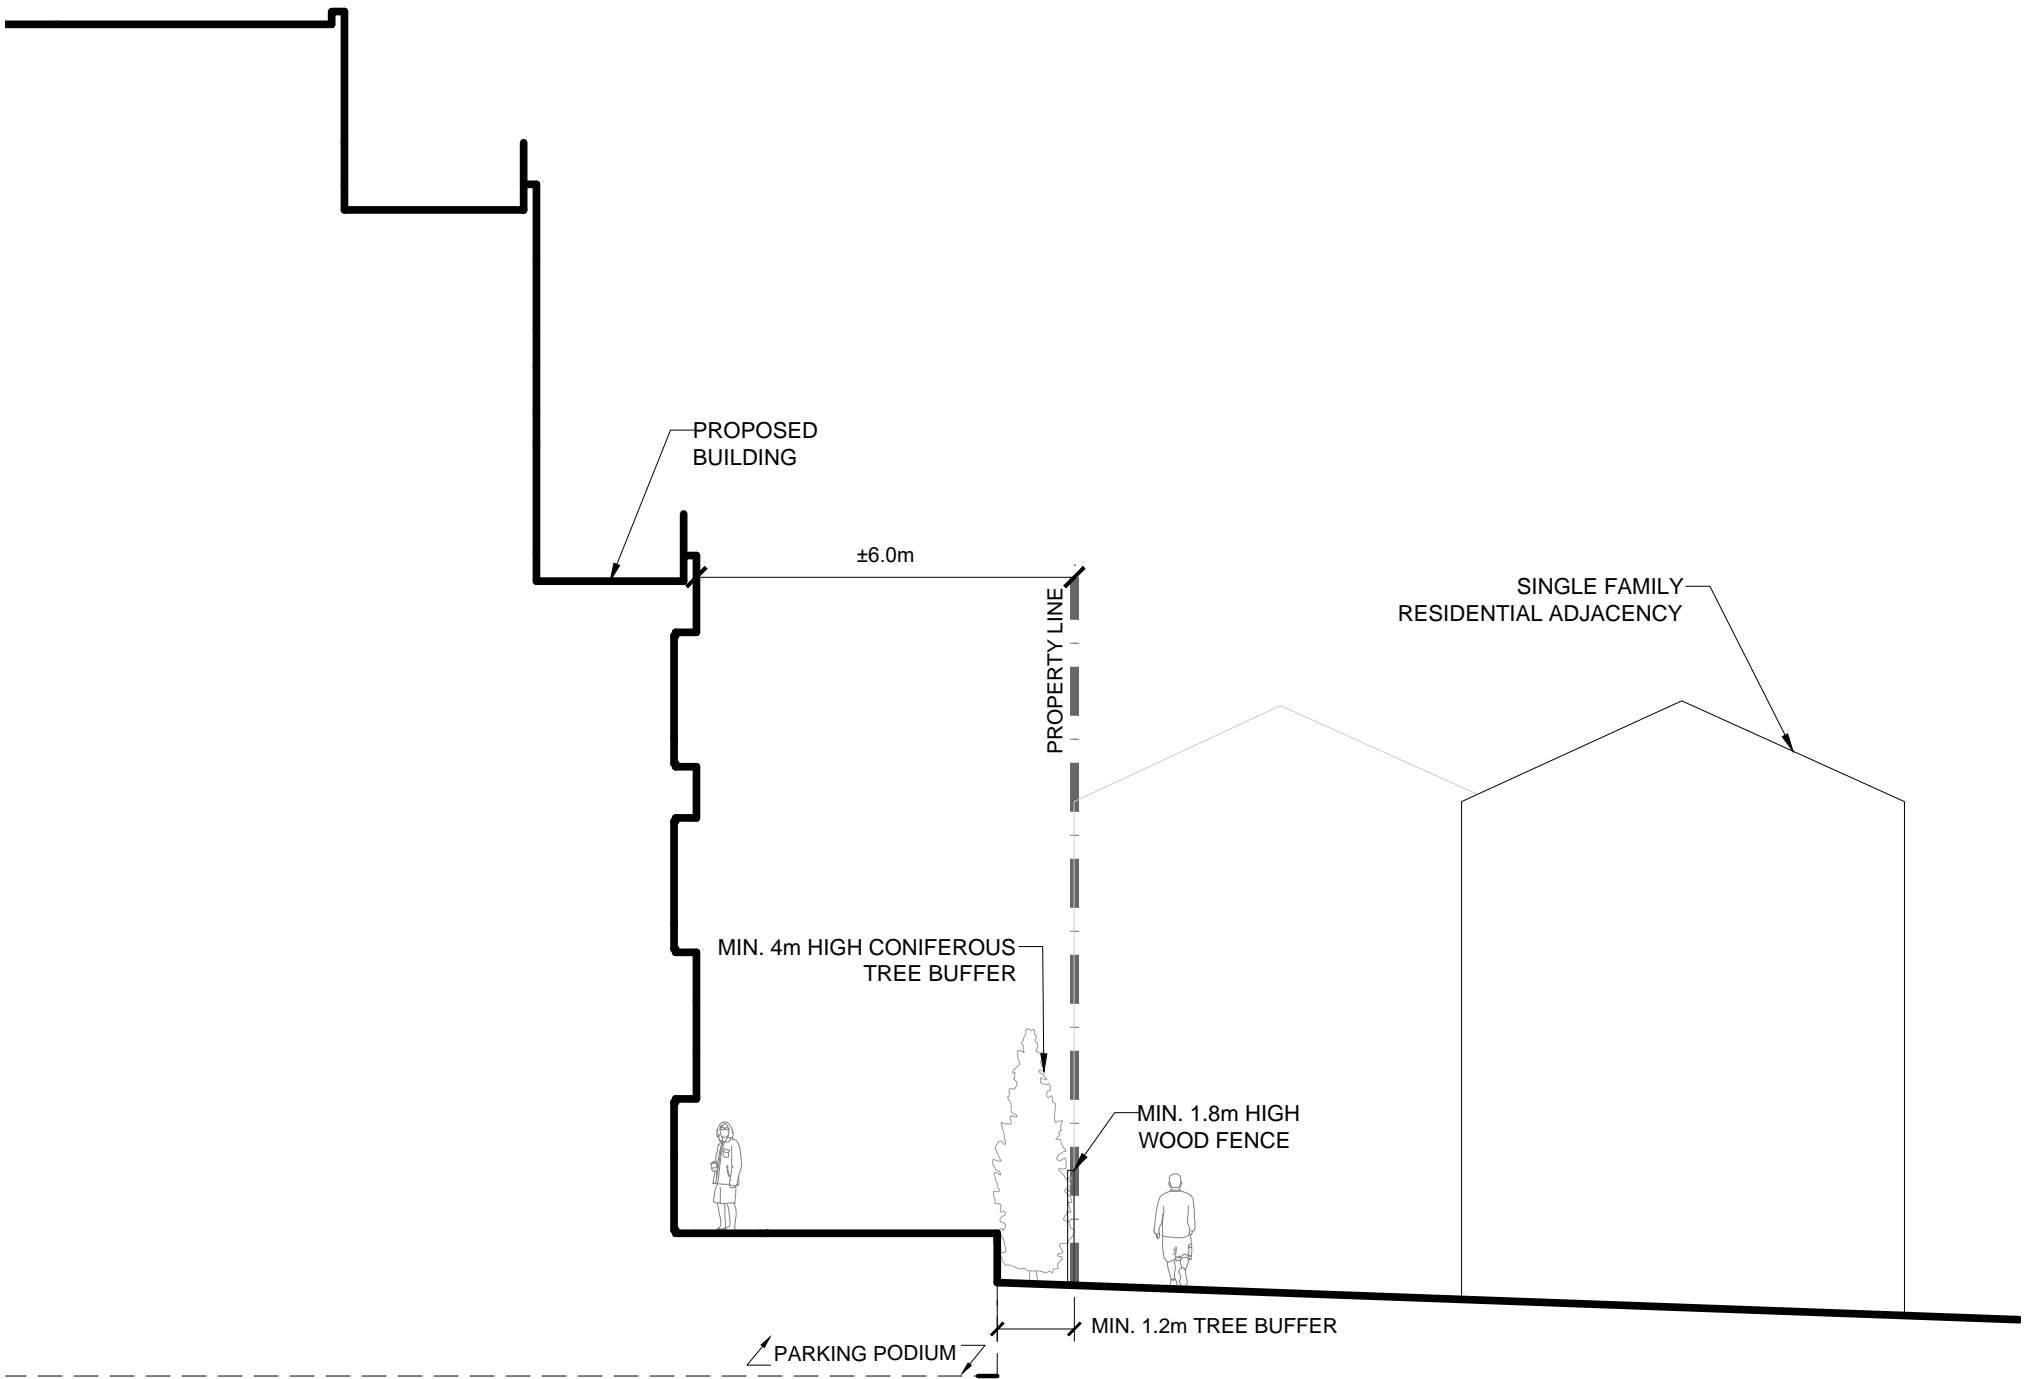 PROPOSED
BUILDING
±6.0m
PROPERTY LINE
SINGLE FAMILY
RESIDENTIAL ADJACENCY
MIN. 4m HIGH CONIFEROUS
TREE BUFFER
MIN. 1.8m HIGH
WOOD FENCE
MIN. 1.2m TREE BUFFER
PARKING PODIUM